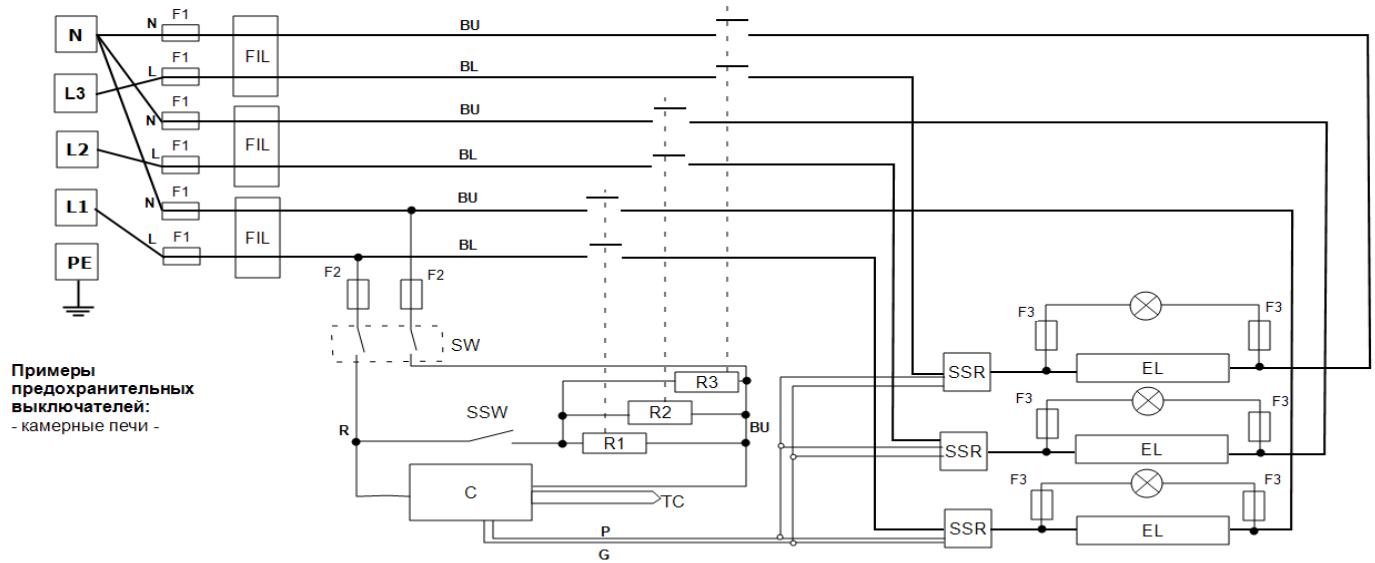 N F1 BU
N
FIL
L F1 BL
L3
F1
N BU
L2
FIL
L F1 BL
L1
N F1 BU
FIL
L F1 BL
PE
F2 F2
SW
F3 F3
SSR EL
R3
Примеры
предохранительных
выключателей:
- камерные печи -
SSW R2
R BU
R1
F3 F3
SSR EL
C
TC
F3 F3
P
SSR EL
G